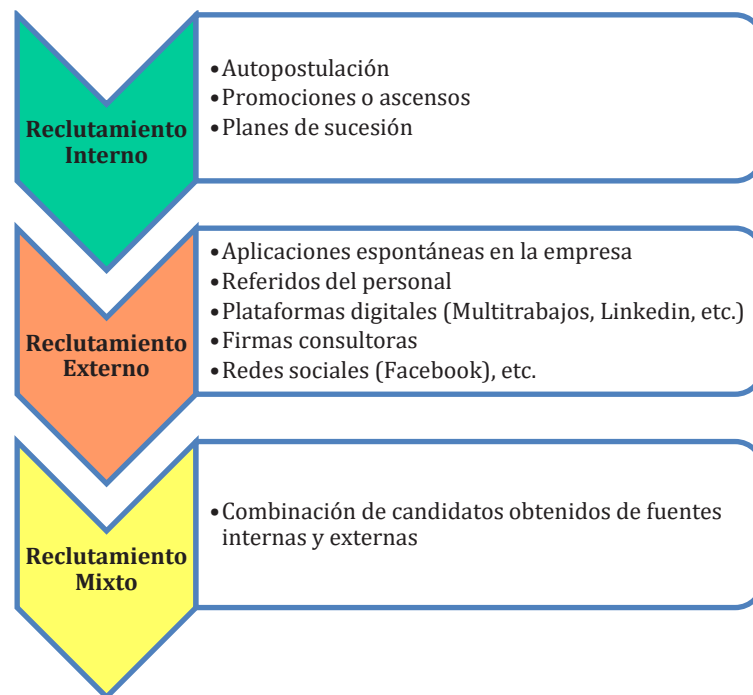 Reclutamiento
Interno
•Autopostulación
•Promociones o ascensos
•Planes de sucesión
Reclutamiento
Externo
•Aplicaciones espontáneas en la empresa
•Referidos del personal
•Plataformas digitales (Multitrabajos, Linkedin, etc.)
•Firmas consultoras
•Redes sociales (Facebook), etc.
Reclutamiento
Mixto
•Combinación de candidatos obtenidos de fuentes
internas y externas